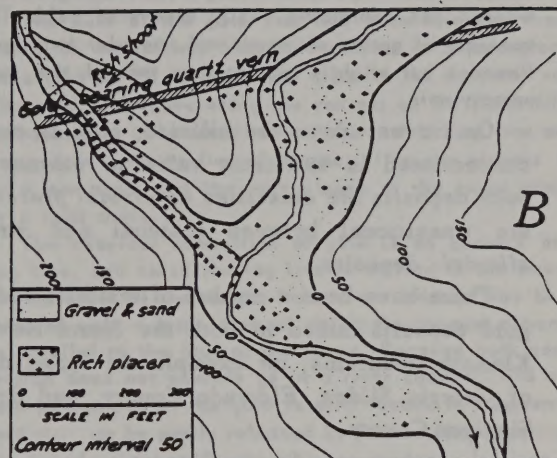 Rich shoot
Gold bearing quartz vein
B
150
100
50
0
200
150
0
50
100
Gravel & sand
Rich placer
0 100 200 300
SCALE IN FEET
Contour interval 50'